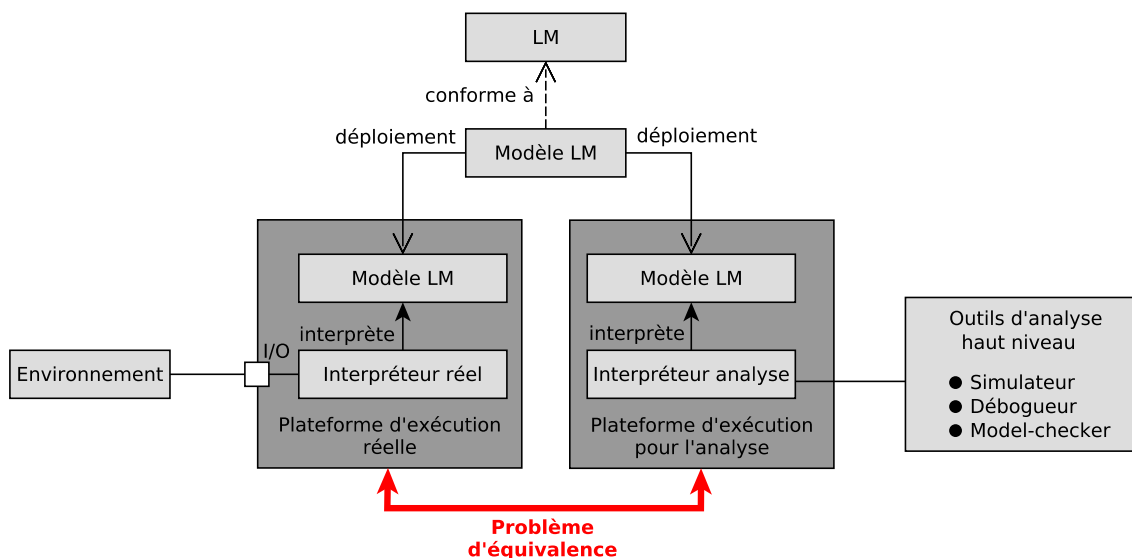 LM
conforme à
déploiement
Modèle LM
déploiement
Modèle LM
interprète
I/O
Interpréteur réel
Plateforme d'exécution
réelle
Environnement
Modèle LM
interprète
Interpréteur analyse
Plateforme d'exécution
pour l'analyse
Outils d'analyse
haut niveau
● Simulateur
● Débogueur
● Model-checker
Problème
d'équivalence